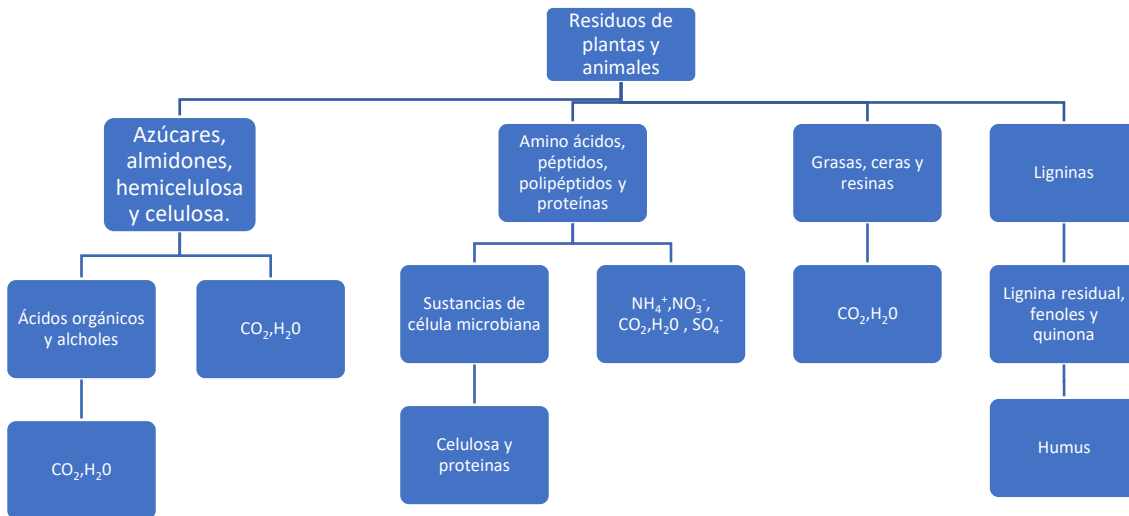 Residuos de
plantas y
animales
Azúcares,
almidones,
hemicelulosa
y celulosa.
Amino ácidos,
péptidos,
polipéptidos y
proteínas
Grasas, ceras y
resinas
Ligninas
Ácidos orgánicos
y alcholes
CO₂,H₂0
Sustancias de
célula microbiana
NH₄⁺,NO₃⁻,
CO₂,H₂0 , SO₄⁻
CO₂,H₂0
Lignina residual,
fenoles y
quinona
CO₂,H₂0
Celulosa y
proteinas
Humus